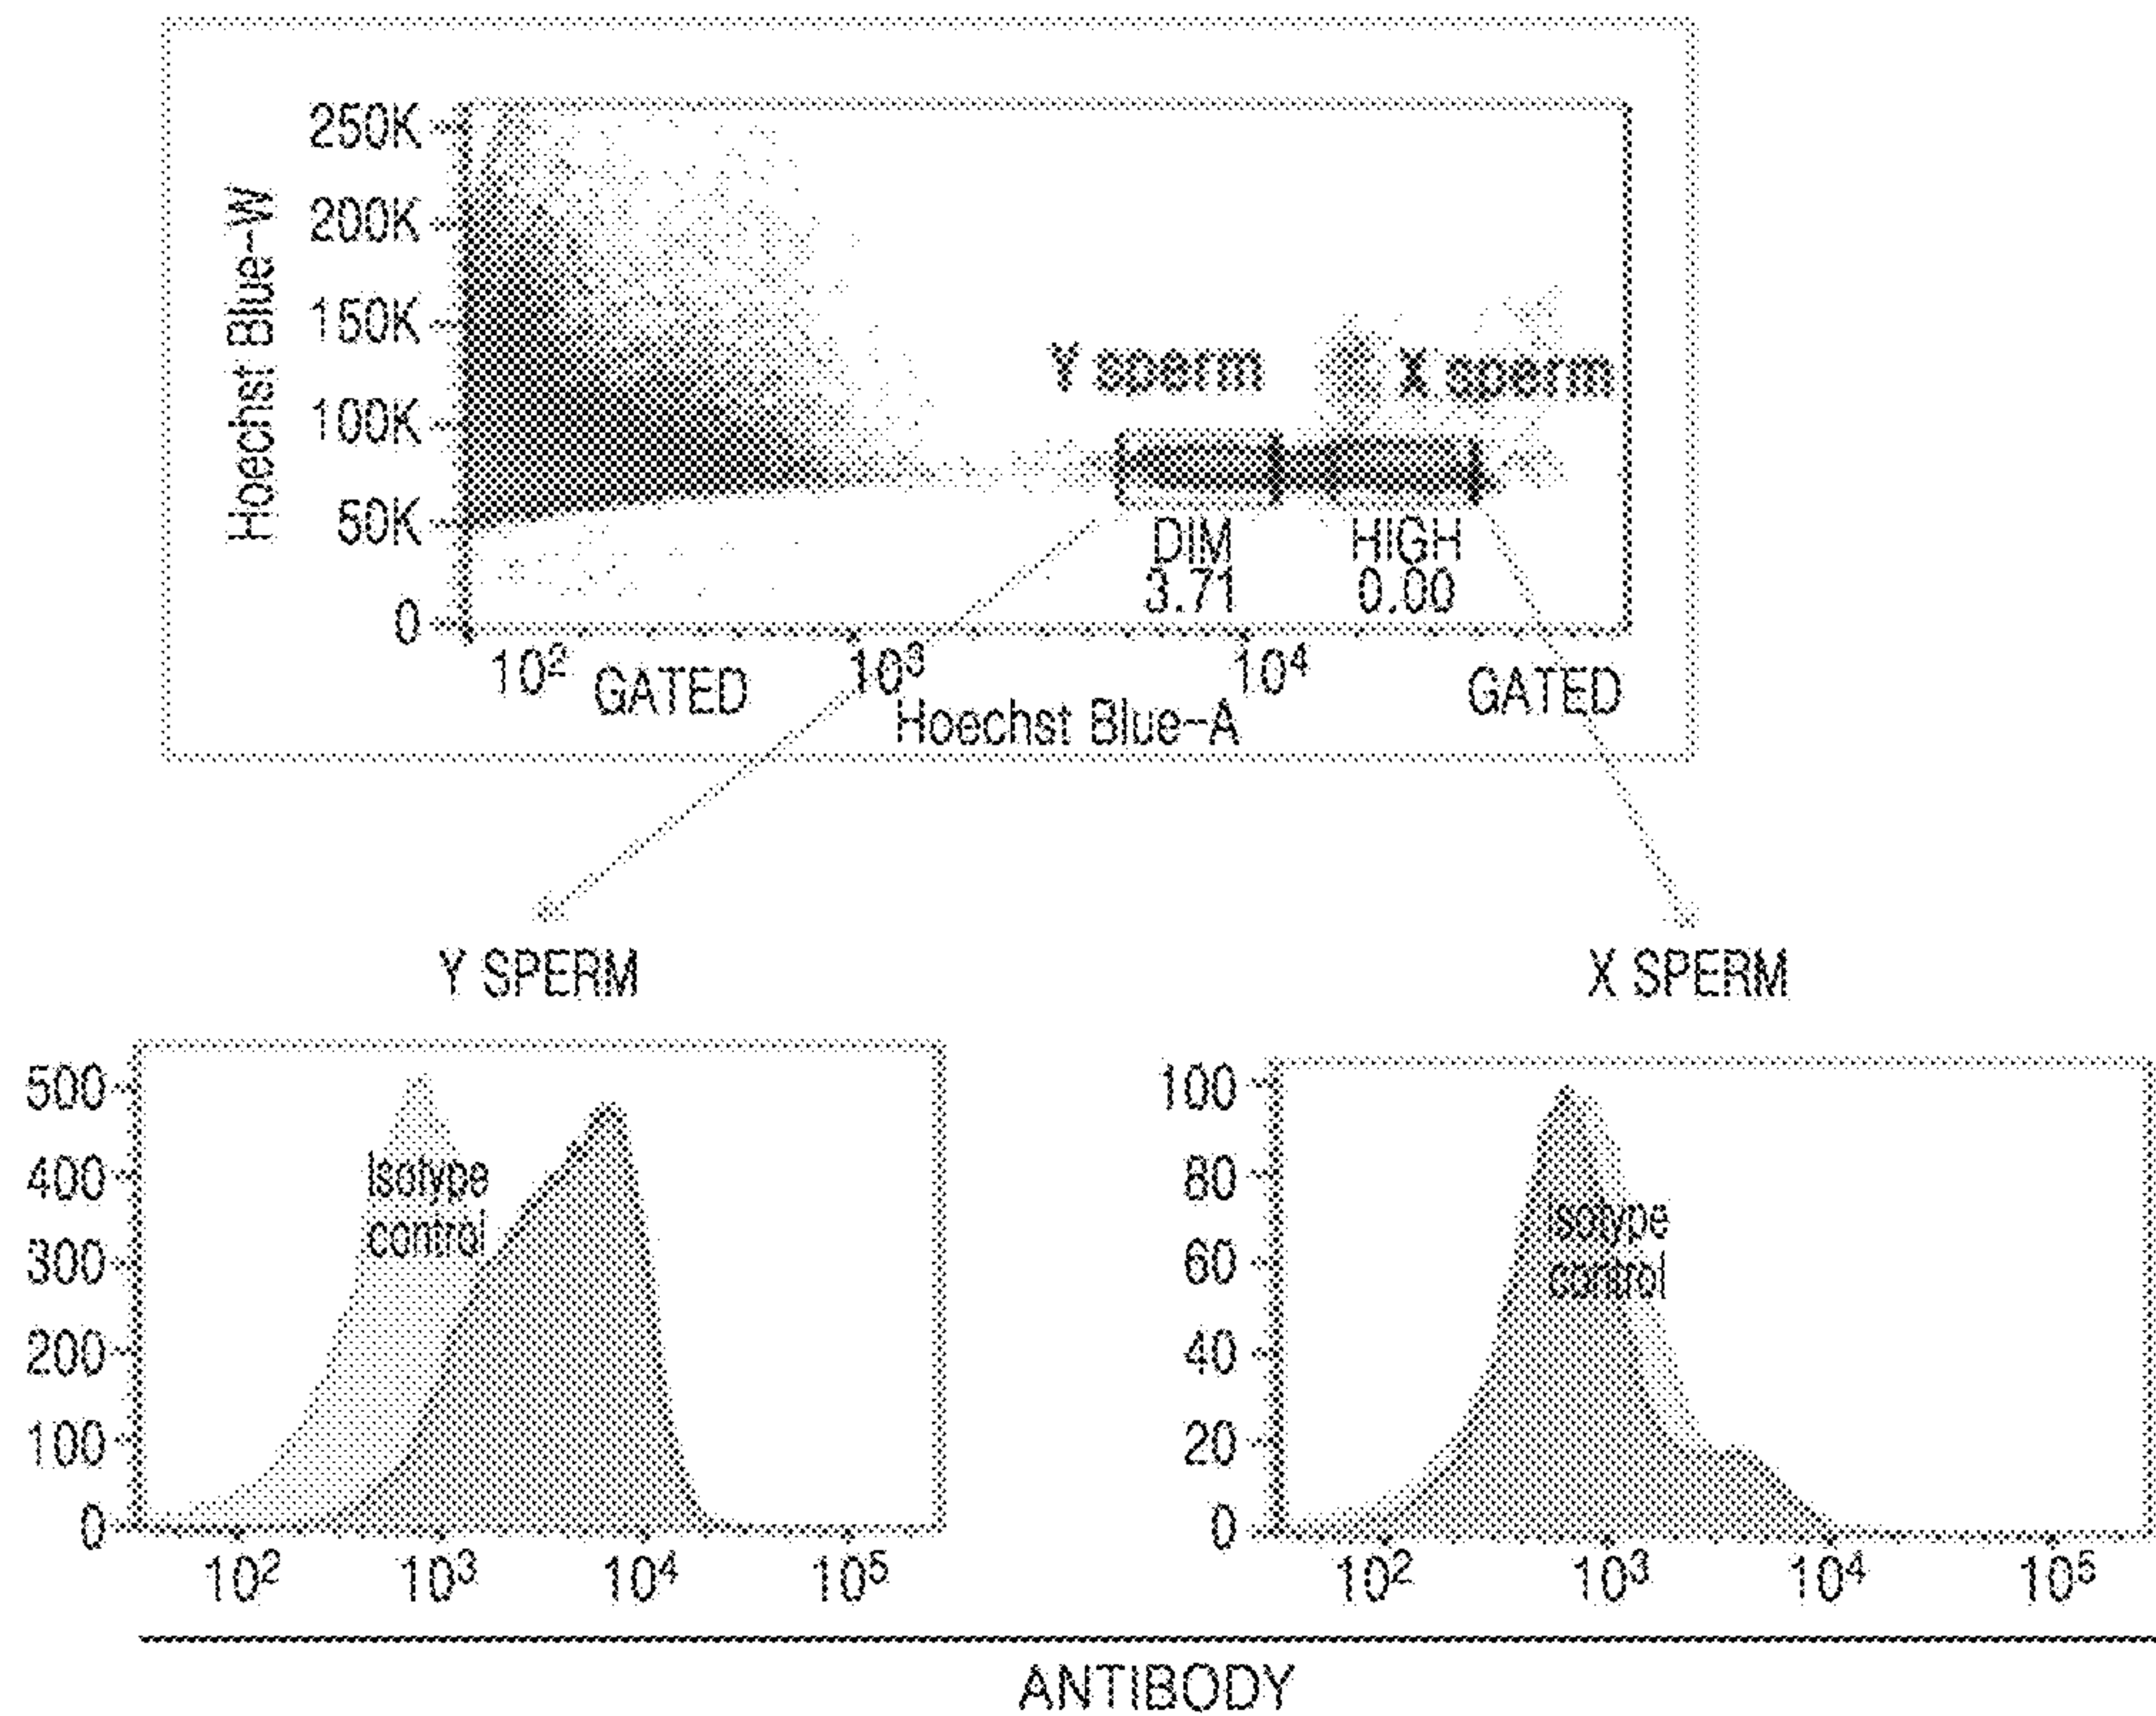 Hoechst Blue-W
250K
200K
150K
100K
50K
0
Y sperm
X sperm
DIM
3.71
HIGH
0.00
10²
10³
10⁴
GATED
GATED
Hoechst Blue-A
Y SPERM
X SPERM
500
400
300
200
100
0
Isotype
control
10²
10³
10⁴
10⁵
100
80
60
40
20
0
Isotype
control
10²
10³
10⁴
10⁵
ANTIBODY